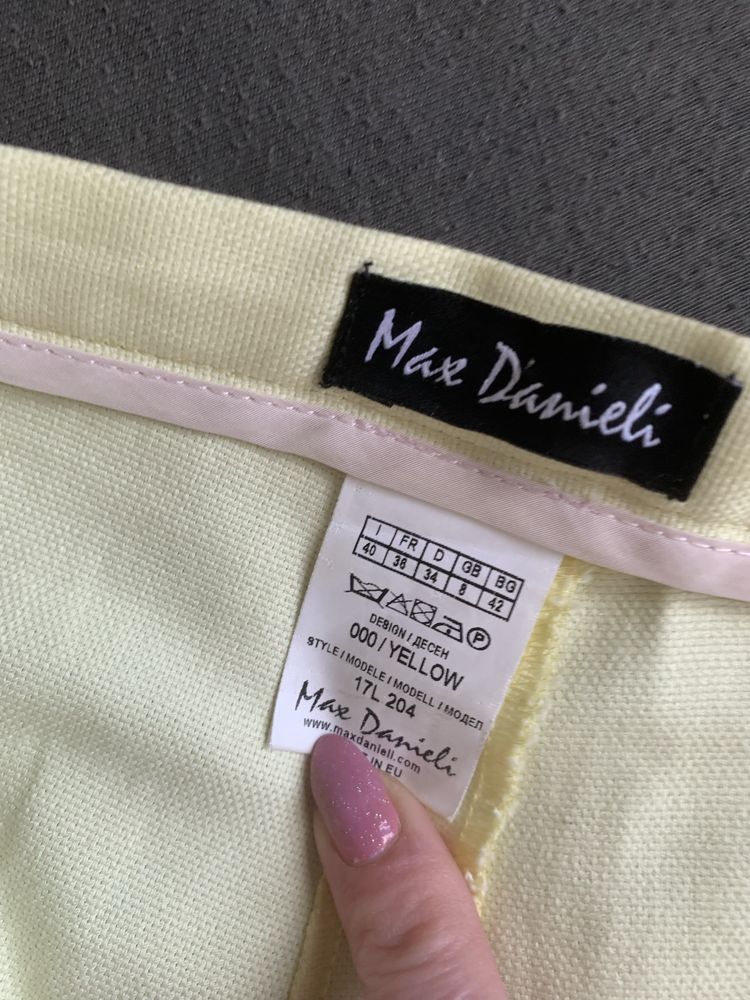 Max D'anieli
I FR D GB BG
40 36 34 8 42
P
DESIGN / ДЕСЕН
000 / YELLOW
STYLE / MODELE / MODELL / МОДЕЛ
17L 204
Max Danieli
www.maxdanieli.com
IN EU